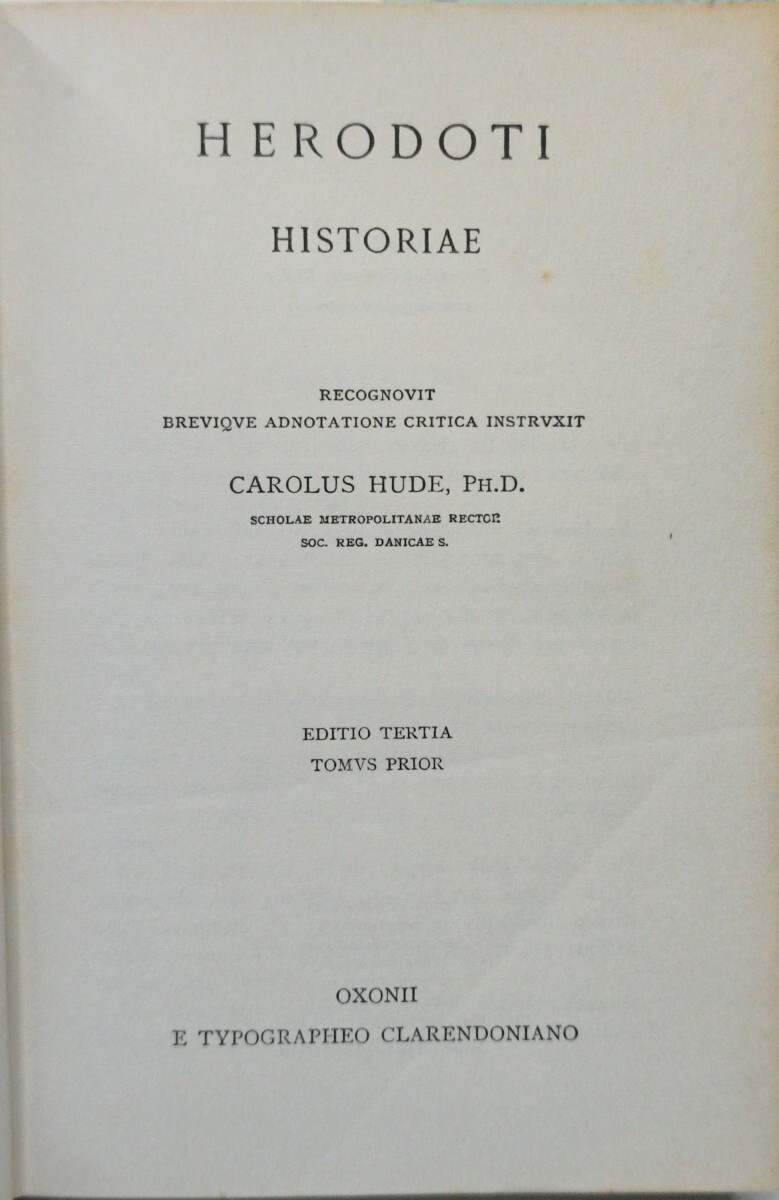 HERODOTI
HISTORIAE
RECOGNOVIT
BREVIQVE ADNOTATIONE CRITICA INSTRVXIT
CAROLUS HUDE, PH.D.
SCHOLAE METROPOLITANAE RECTOR
SOC. REG. DANICAE S.
EDITIO TERTIA
TOMVS PRIOR
OXONII
E TYPOGRAPHEO CLARENDONIANO